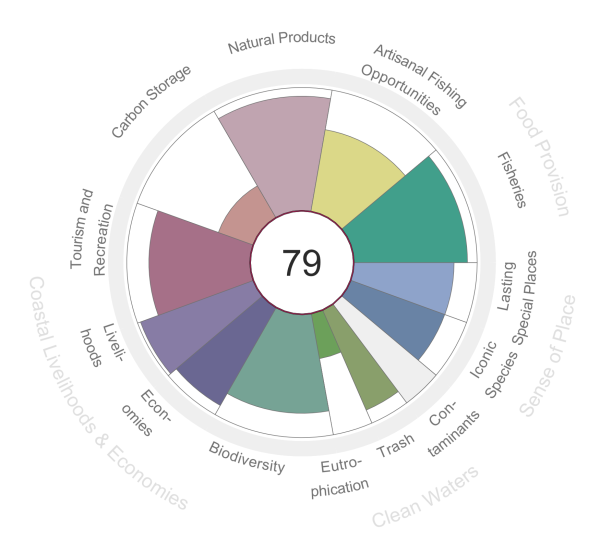 Natural Products
Artisanal Fishing
Opportunities
Carbon Storage
Food Provision
Fisheries
Tourism and
Recreation
79
Lasting
Special Places
Iconic
Species
Sense of Place
Liveli-
hoods
Coastal Livelihoods & Economies
Econ-
omies
Biodiversity
Eutro-
phication
Trash
Con-
taminants
Clean Waters